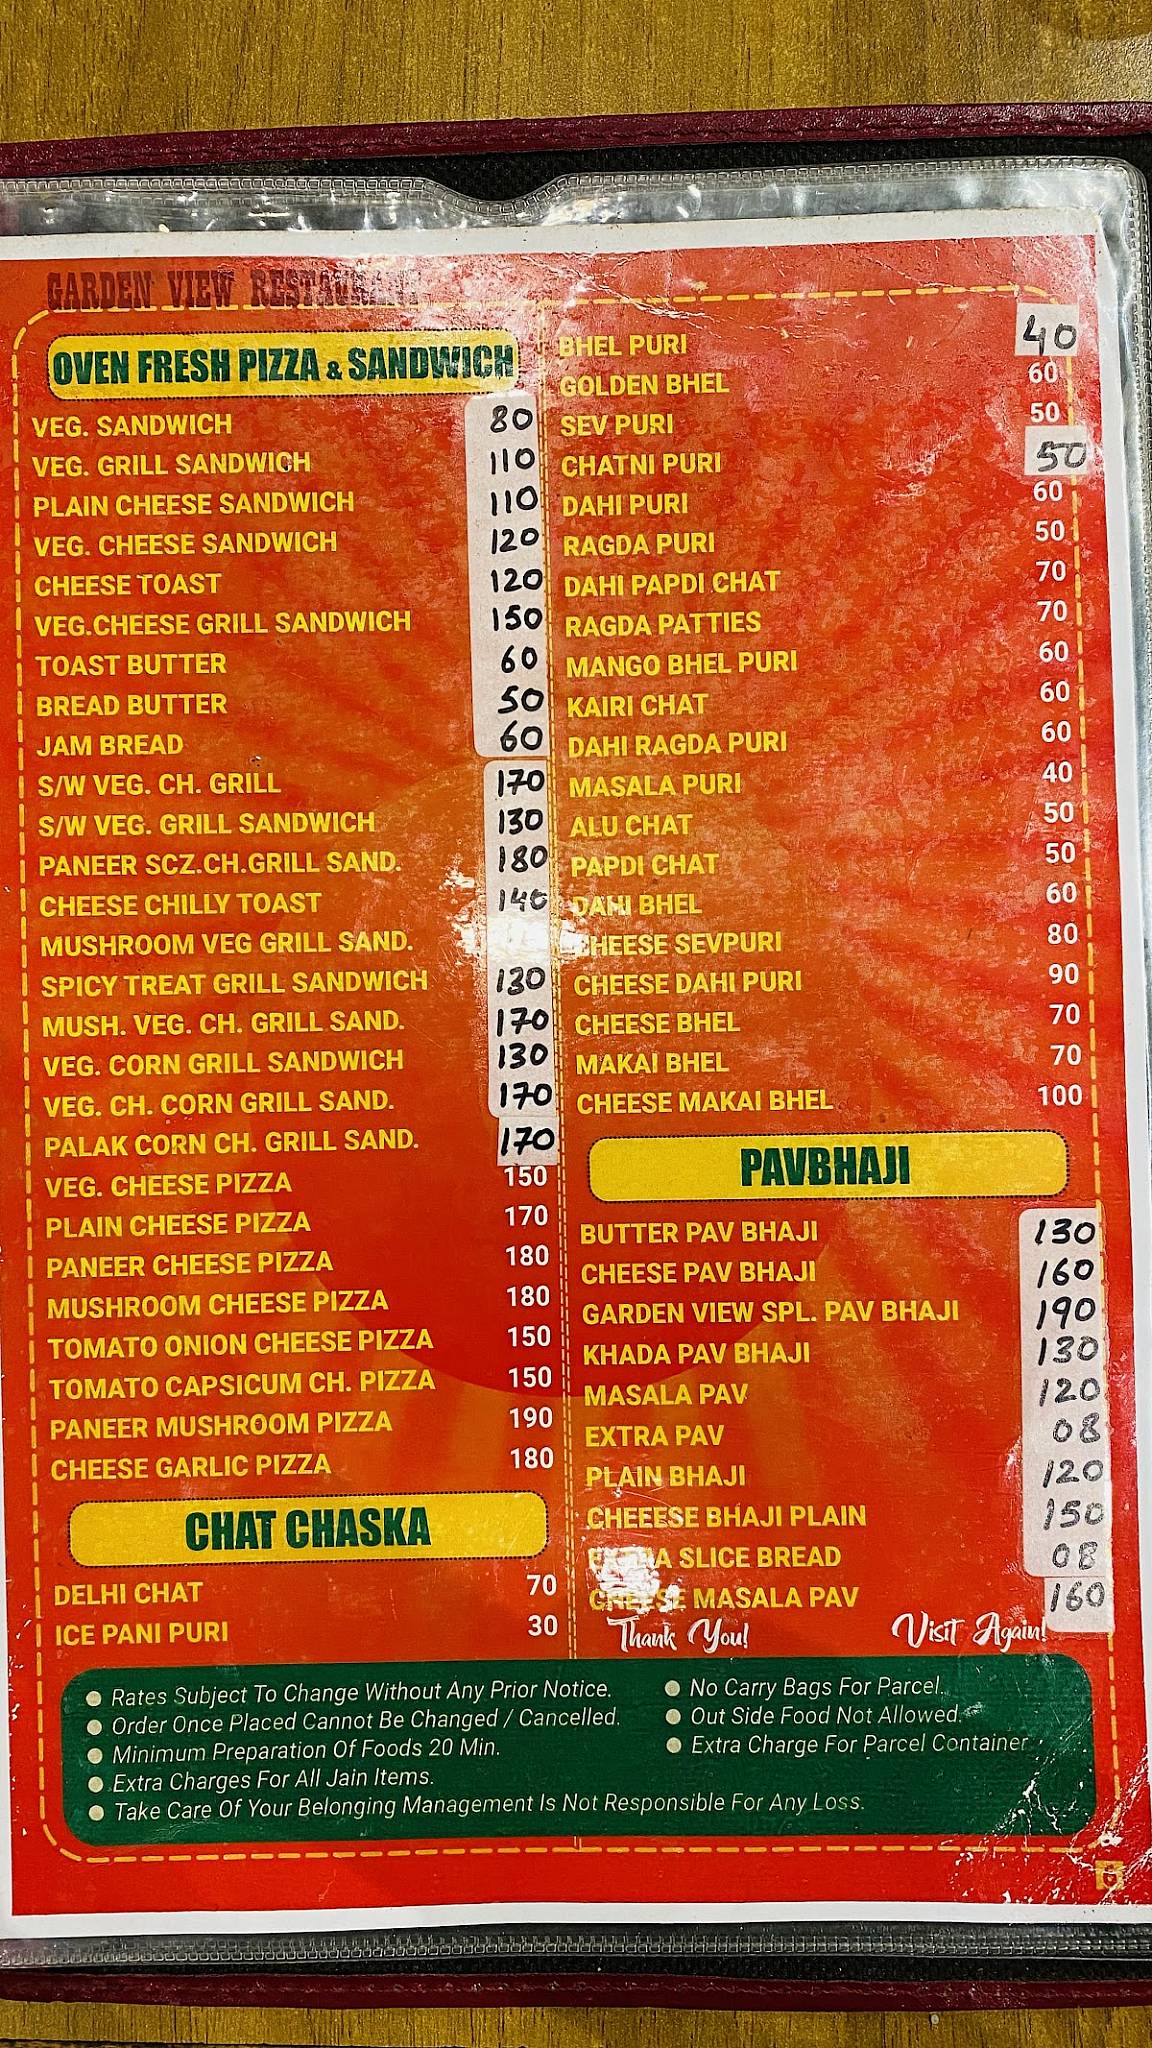 GARDEN VIEW RESTAURANT
OVEN FRESH PIZZA & SANDWICH
VEG. SANDWICH 80
VEG. GRILL SANDWICH 110
PLAIN CHEESE SANDWICH 110
VEG. CHEESE SANDWICH 120
CHEESE TOAST 120
VEG.CHEESE GRILL SANDWICH 150
TOAST BUTTER 60
BREAD BUTTER 50
JAM BREAD 60
S/W VEG. CH. GRILL 170
S/W VEG. GRILL SANDWICH 130
PANEER SCZ.CH.GRILL SAND. 180
CHEESE CHILLY TOAST 140
MUSHROOM VEG GRILL SAND.
SPICY TREAT GRILL SANDWICH 130
MUSH. VEG. CH. GRILL SAND. 170
VEG. CORN GRILL SANDWICH 130
VEG. CH. CORN GRILL SAND. 170
PALAK CORN CH. GRILL SAND. 170
VEG. CHEESE PIZZA 150
PLAIN CHEESE PIZZA 170
PANEER CHEESE PIZZA 180
MUSHROOM CHEESE PIZZA 180
TOMATO ONION CHEESE PIZZA 150
TOMATO CAPSICUM CH. PIZZA 150
PANEER MUSHROOM PIZZA 190
CHEESE GARLIC PIZZA 180
CHAT CHASKA
DELHI CHAT 70
ICE PANI PURI 30
BHEL PURI 40
GOLDEN BHEL 60
SEV PURI 50
CHATNI PURI 50
DAHI PURI 60
RAGDA PURI 50
DAHI PAPDI CHAT 70
RAGDA PATTIES 70
MANGO BHEL PURI 60
KAIRI CHAT 60
DAHI RAGDA PURI 60
MASALA PURI 40
ALU CHAT 50
PAPDI CHAT 50
DAHI BHEL 60
CHEESE SEVPURI 80
CHEESE DAHI PURI 90
CHEESE BHEL 70
MAKAI BHEL 70
CHEESE MAKAI BHEL 100
PAVBHAJI
BUTTER PAV BHAJI 130
CHEESE PAV BHAJI 160
GARDEN VIEW SPL. PAV BHAJI 190
KHADA PAV BHAJI 130
MASALA PAV 120
EXTRA PAV 08
PLAIN BHAJI 120
CHEEESE BHAJI PLAIN 150
EXTRA SLICE BREAD 08
CHEESE MASALA PAV 160
Thank You! Visit Again!
Rates Subject To Change Without Any Prior Notice.
Order Once Placed Cannot Be Changed / Cancelled.
Minimum Preparation Of Foods 20 Min.
Extra Charges For All Jain Items.
Take Care Of Your Belonging Management Is Not Responsible For Any Loss.
No Carry Bags For Parcel.
Out Side Food Not Allowed.
Extra Charge For Parcel Container